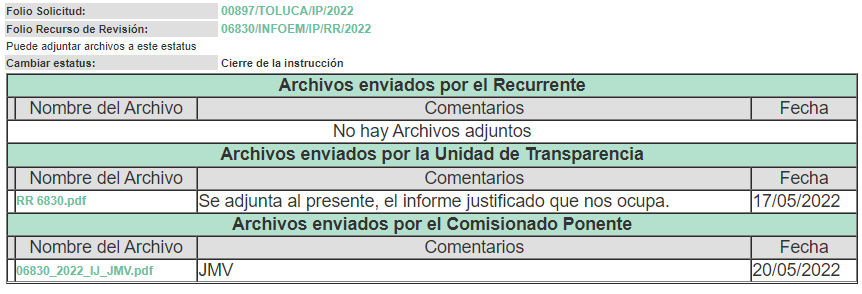 Folio Solicitud: 00897/TOLUCA/IP/2022
Folio Recurso de Revisión: 06830/INFOEM/IP/RR/2022
Puede adjuntar archivos a este estatus
Cambiar estatus: Cierre de la instrucción
Archivos enviados por el Recurrente
Nombre del Archivo Comentarios Fecha
No hay Archivos adjuntos
Archivos enviados por la Unidad de Transparencia
Nombre del Archivo Comentarios Fecha
RR 6830.pdf Se adjunta al presente, el informe justificado que nos ocupa. 17/05/2022
Archivos enviados por el Comisionado Ponente
Nombre del Archivo Comentarios Fecha
06830_2022_IJ_JMV.pdf JMV 20/05/2022